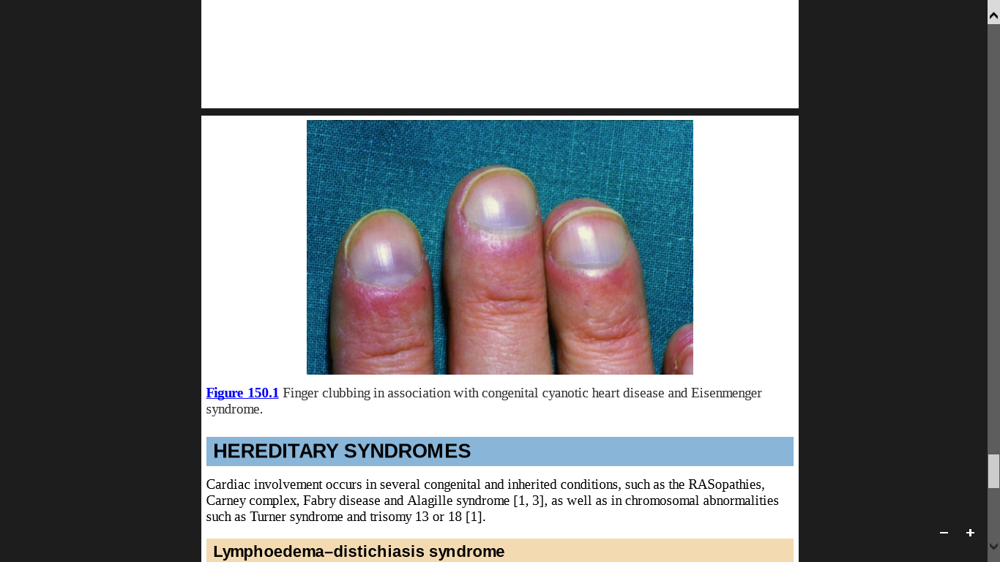 Figure 150.1 Finger clubbing in association with congenital cyanotic heart disease and Eisenmenger
syndrome.
HEREDITARY SYNDROMES
Cardiac involvement occurs in several congenital and inherited conditions, such as the RASopathies,
Carney complex, Fabry disease and Alagille syndrome [1, 3], as well as in chromosomal abnormalities
such as Turner syndrome and trisomy 13 or 18 [1].
Lymphoedema–distichiasis syndrome